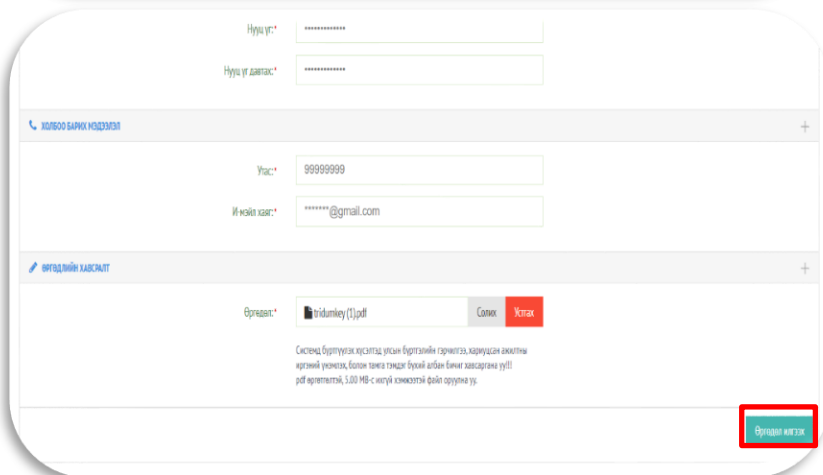 Нууц үг:* •••••••••••••
Нууц үг давтах:* •••••••••••••
ХОЛБОО БАРИХ МЭДЭЭЛЭЛ
Утас:* 99999999
И-мэйл хаяг:* *******@gmail.com
ӨРГӨДЛИЙН ХАВСРАЛТ
Өргөдөл:* tridumkey (1).pdf Солих Устгах
Системд бүртгүүлэх хүсэлтэд улсын бүртгэлийн гэрчилгээ, хариуцсан ажилтны
иргэний үнэмлэх, болон тамга тэмдэг бүхий албан бичиг хавсаргана уу!!!
pdf өргөтгөлтэй, 5.00 MB-с ихгүй хэмжээтэй файл оруулна уу.
Өргөдөл илгээх